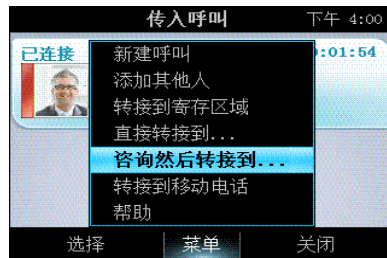 传入呼叫 下午 4:00
已连接 :01:54
新建呼叫
添加其他人
转接到寄存区域
直接转接到...
咨询然后转接到...
转接到移动电话
帮助
选择 菜单 关闭